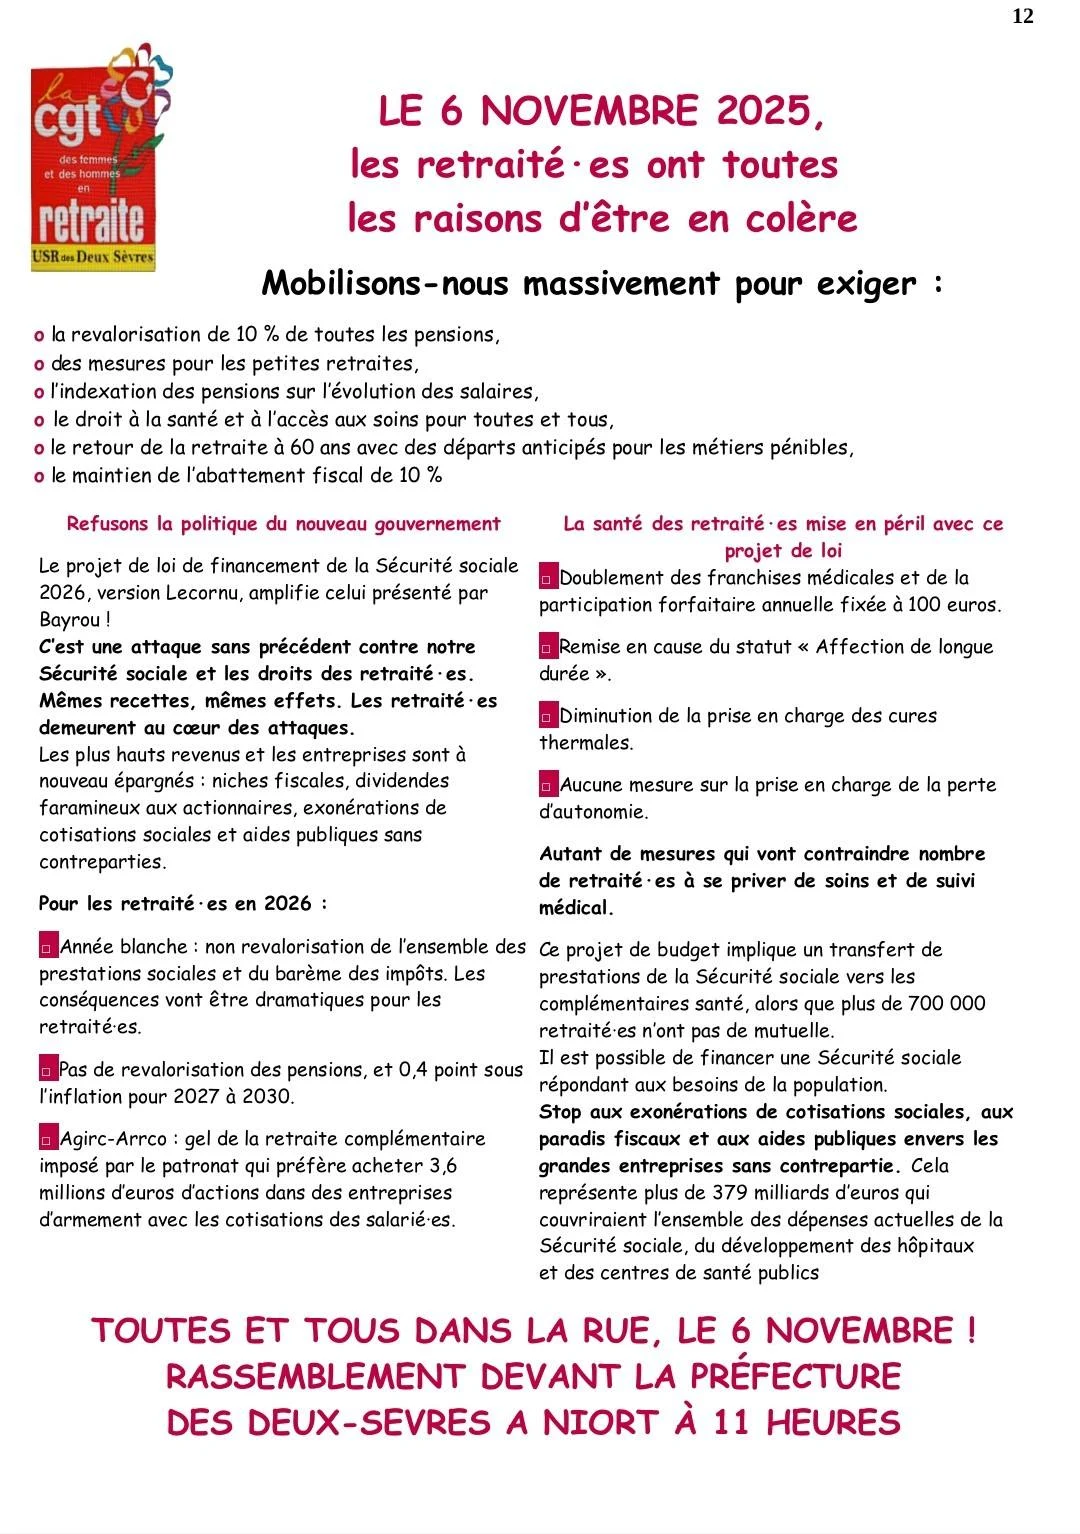 12
la
cgt
des femmes
et des hommes
en
retraite
USR des Deux Sèvres
LE 6 NOVEMBRE 2025,
les retraité·es ont toutes
les raisons d’être en colère
Mobilisons-nous massivement pour exiger :
o la revalorisation de 10 % de toutes les pensions,
o des mesures pour les petites retraites,
o l’indexation des pensions sur l’évolution des salaires,
o le droit à la santé et à l’accès aux soins pour toutes et tous,
o le retour de la retraite à 60 ans avec des départs anticipés pour les métiers pénibles,
o le maintien de l’abattement fiscal de 10 %
Refusons la politique du nouveau gouvernement
Le projet de loi de financement de la Sécurité sociale
2026, version Lecornu, amplifie celui présenté par
Bayrou !
C’est une attaque sans précédent contre notre
Sécurité sociale et les droits des retraité·es.
Mêmes recettes, mêmes effets. Les retraité·es
demeurent au cœur des attaques.
Les plus hauts revenus et les entreprises sont à
nouveau épargnés : niches fiscales, dividendes
faramineux aux actionnaires, exonérations de
cotisations sociales et aides publiques sans
contreparties.
Pour les retraité·es en 2026 :
□ Année blanche : non revalorisation de l’ensemble des
prestations sociales et du barème des impôts. Les
conséquences vont être dramatiques pour les
retraité·es.
□ Pas de revalorisation des pensions, et 0,4 point sous
l’inflation pour 2027 à 2030.
□ Agirc-Arrco : gel de la retraite complémentaire
imposé par le patronat qui préfère acheter 3,6
millions d’euros d’actions dans des entreprises
d’armement avec les cotisations des salarié·es.
La santé des retraité·es mise en péril avec ce
projet de loi
□ Doublement des franchises médicales et de la
participation forfaitaire annuelle fixée à 100 euros.
□ Remise en cause du statut « Affection de longue
durée ».
□ Diminution de la prise en charge des cures
thermales.
□ Aucune mesure sur la prise en charge de la perte
d’autonomie.
Autant de mesures qui vont contraindre nombre
de retraité·es à se priver de soins et de suivi
médical.
Ce projet de budget implique un transfert de
prestations de la Sécurité sociale vers les
complémentaires santé, alors que plus de 700 000
retraité·es n’ont pas de mutuelle.
Il est possible de financer une Sécurité sociale
répondant aux besoins de la population.
Stop aux exonérations de cotisations sociales, aux
paradis fiscaux et aux aides publiques envers les
grandes entreprises sans contrepartie. Cela
représente plus de 379 milliards d’euros qui
couvriraient l’ensemble des dépenses actuelles de la
Sécurité sociale, du développement des hôpitaux
et des centres de santé publics
TOUTES ET TOUS DANS LA RUE, LE 6 NOVEMBRE !
RASSEMBLEMENT DEVANT LA PRÉFECTURE
DES DEUX-SEVRES A NIORT À 11 HEURES